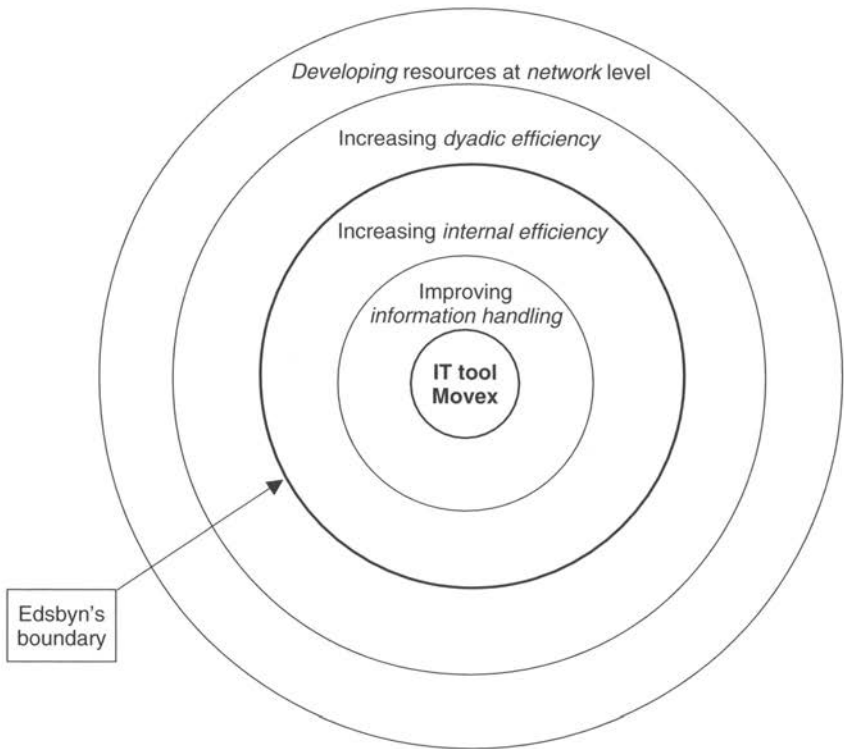 Developing resources at network level
Increasing dyadic efficiency
Increasing internal efficiency
Improving
information handling
IT tool
Movex
Edsbyn's
boundary